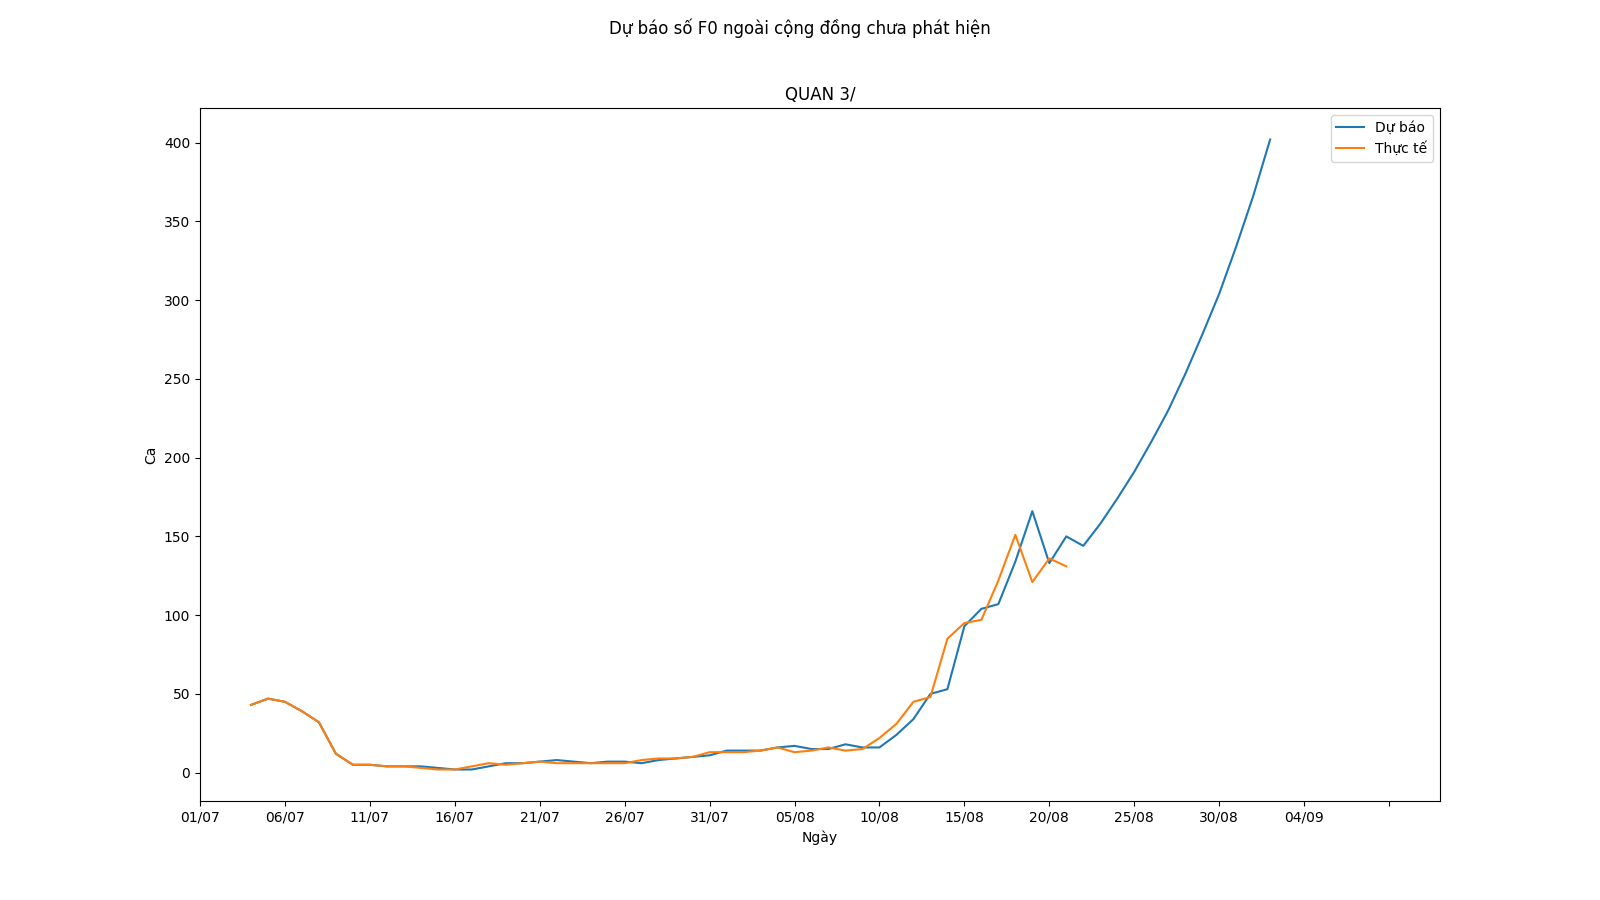 Dự báo số F0 ngoài cộng đồng chưa phát hiện
QUAN 3/
Dự báo
Thực tế
400
350
300
250
200
150
100
50
0
Ca
01/07 06/07 11/07 16/07 21/07 26/07 31/07 05/08 10/08 15/08 20/08 25/08 30/08 04/09
Ngày